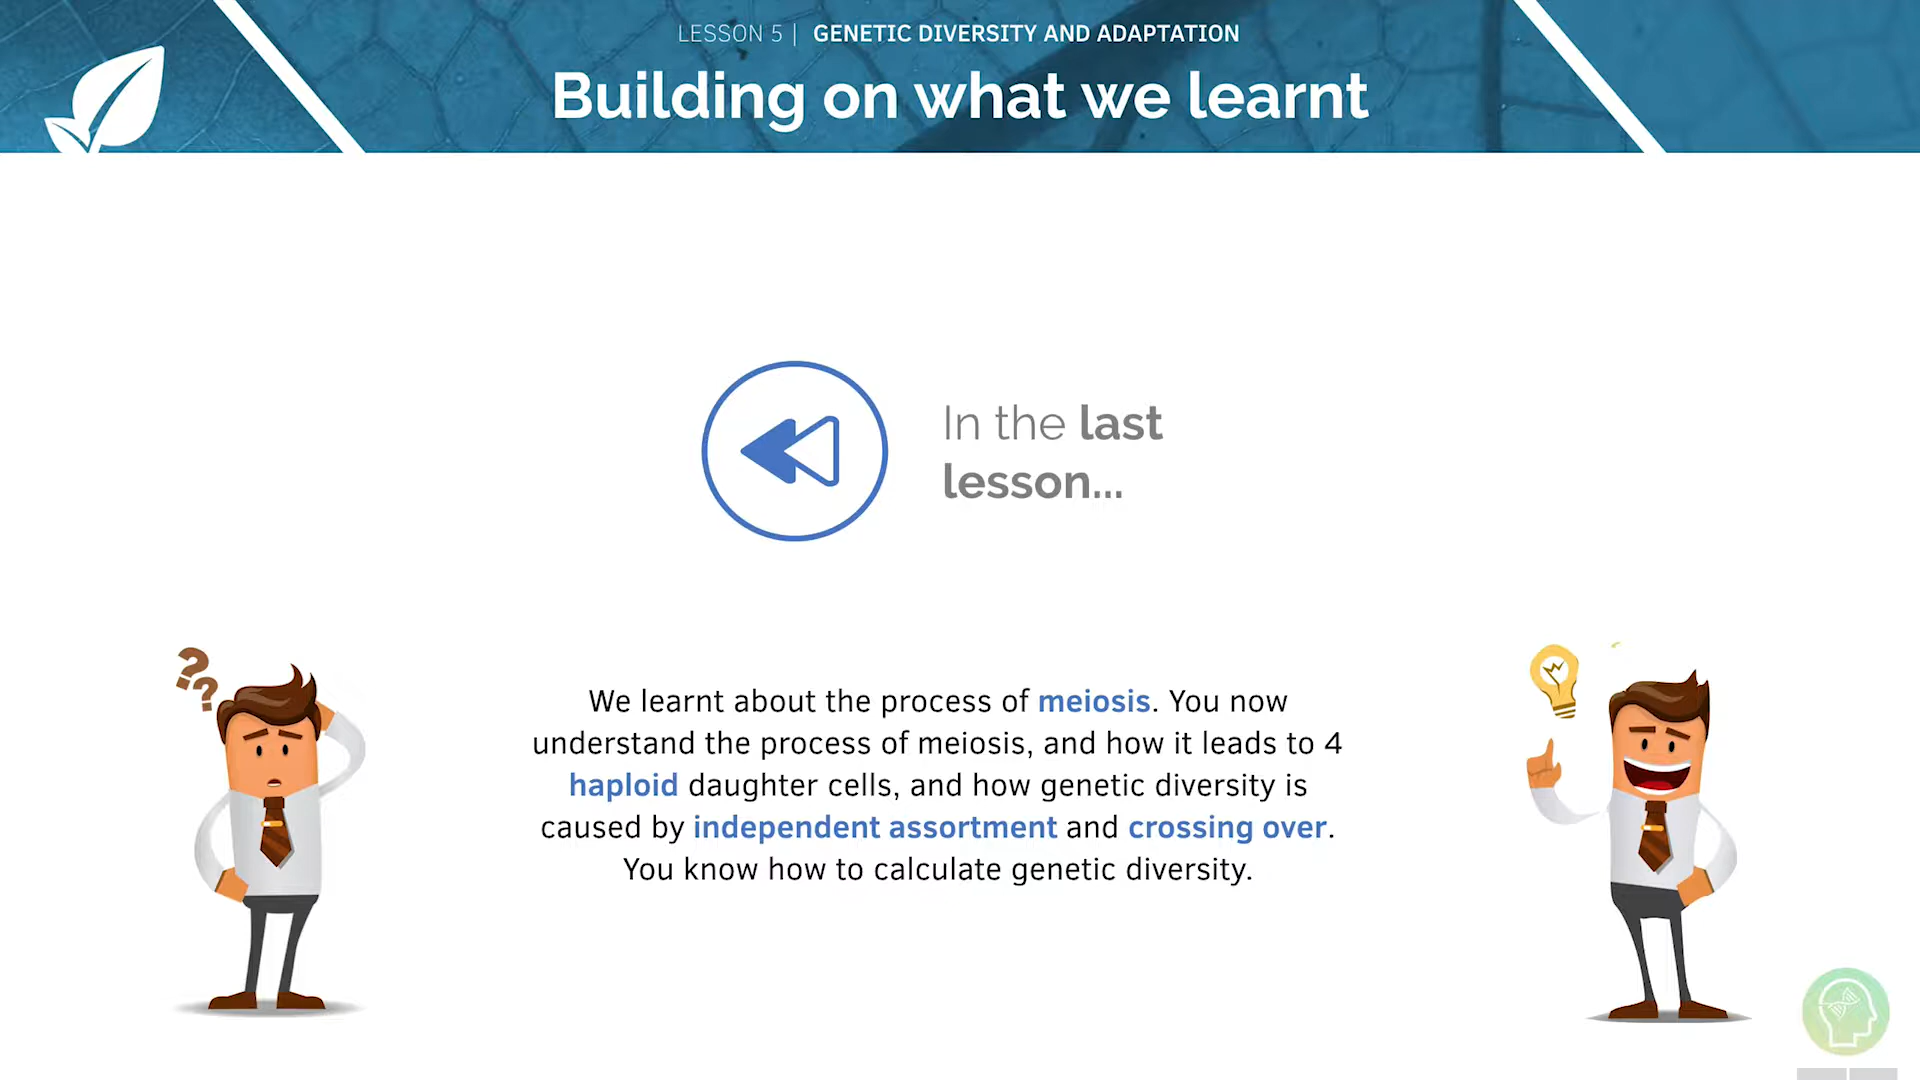 LESSON 5 | GENETIC DIVERSITY AND ADAPTATION
Building on what we learnt
In the last
lesson...
??
We learnt about the process of meiosis. You now
understand the process of meiosis, and how it leads to 4
haploid daughter cells, and how genetic diversity is
caused by independent assortment and crossing over.
You know how to calculate genetic diversity.